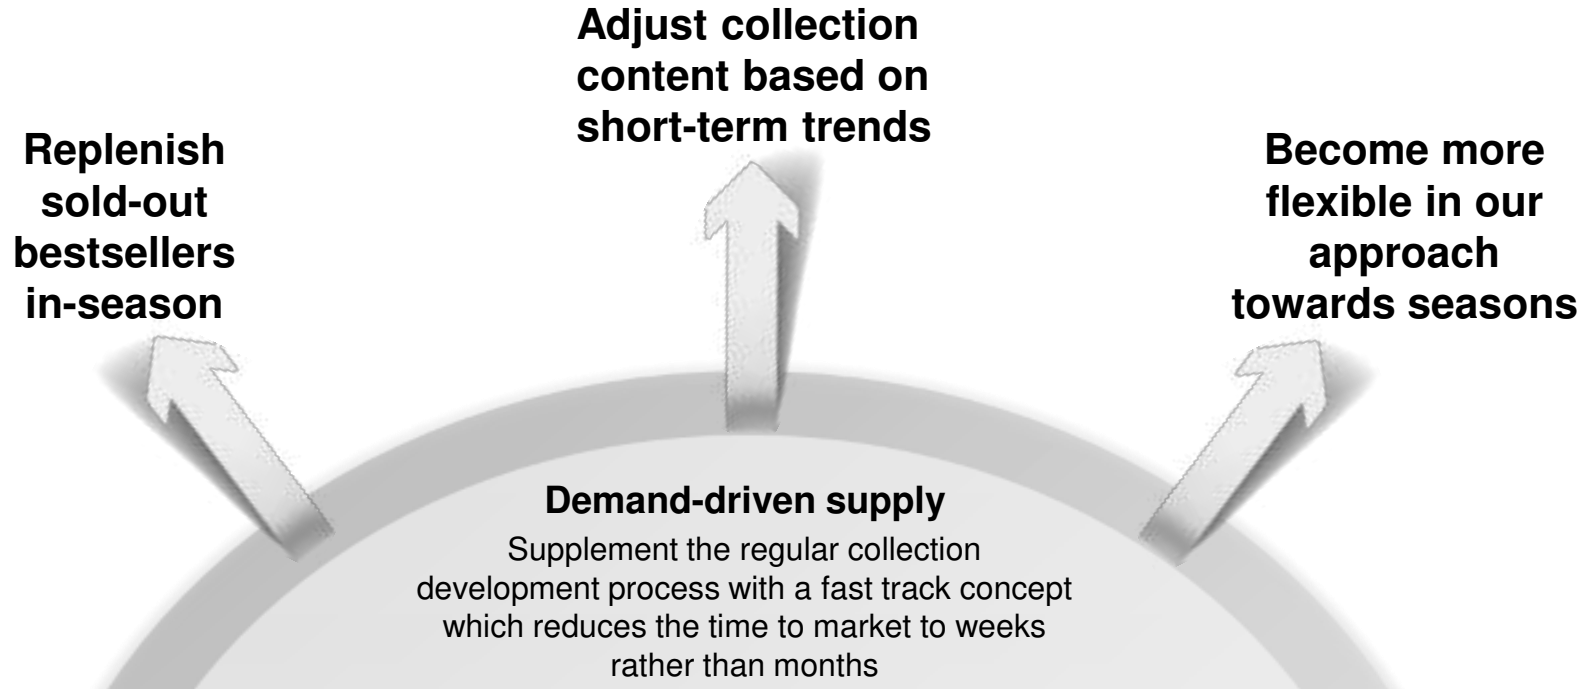 Adjust collection
content based on
short-term trends
Replenish
sold-out
bestsellers
in-season
Become more
flexible in our
approach
towards seasons
Demand-driven supply
Supplement the regular collection
development process with a fast track concept
which reduces the time to market to weeks
rather than months